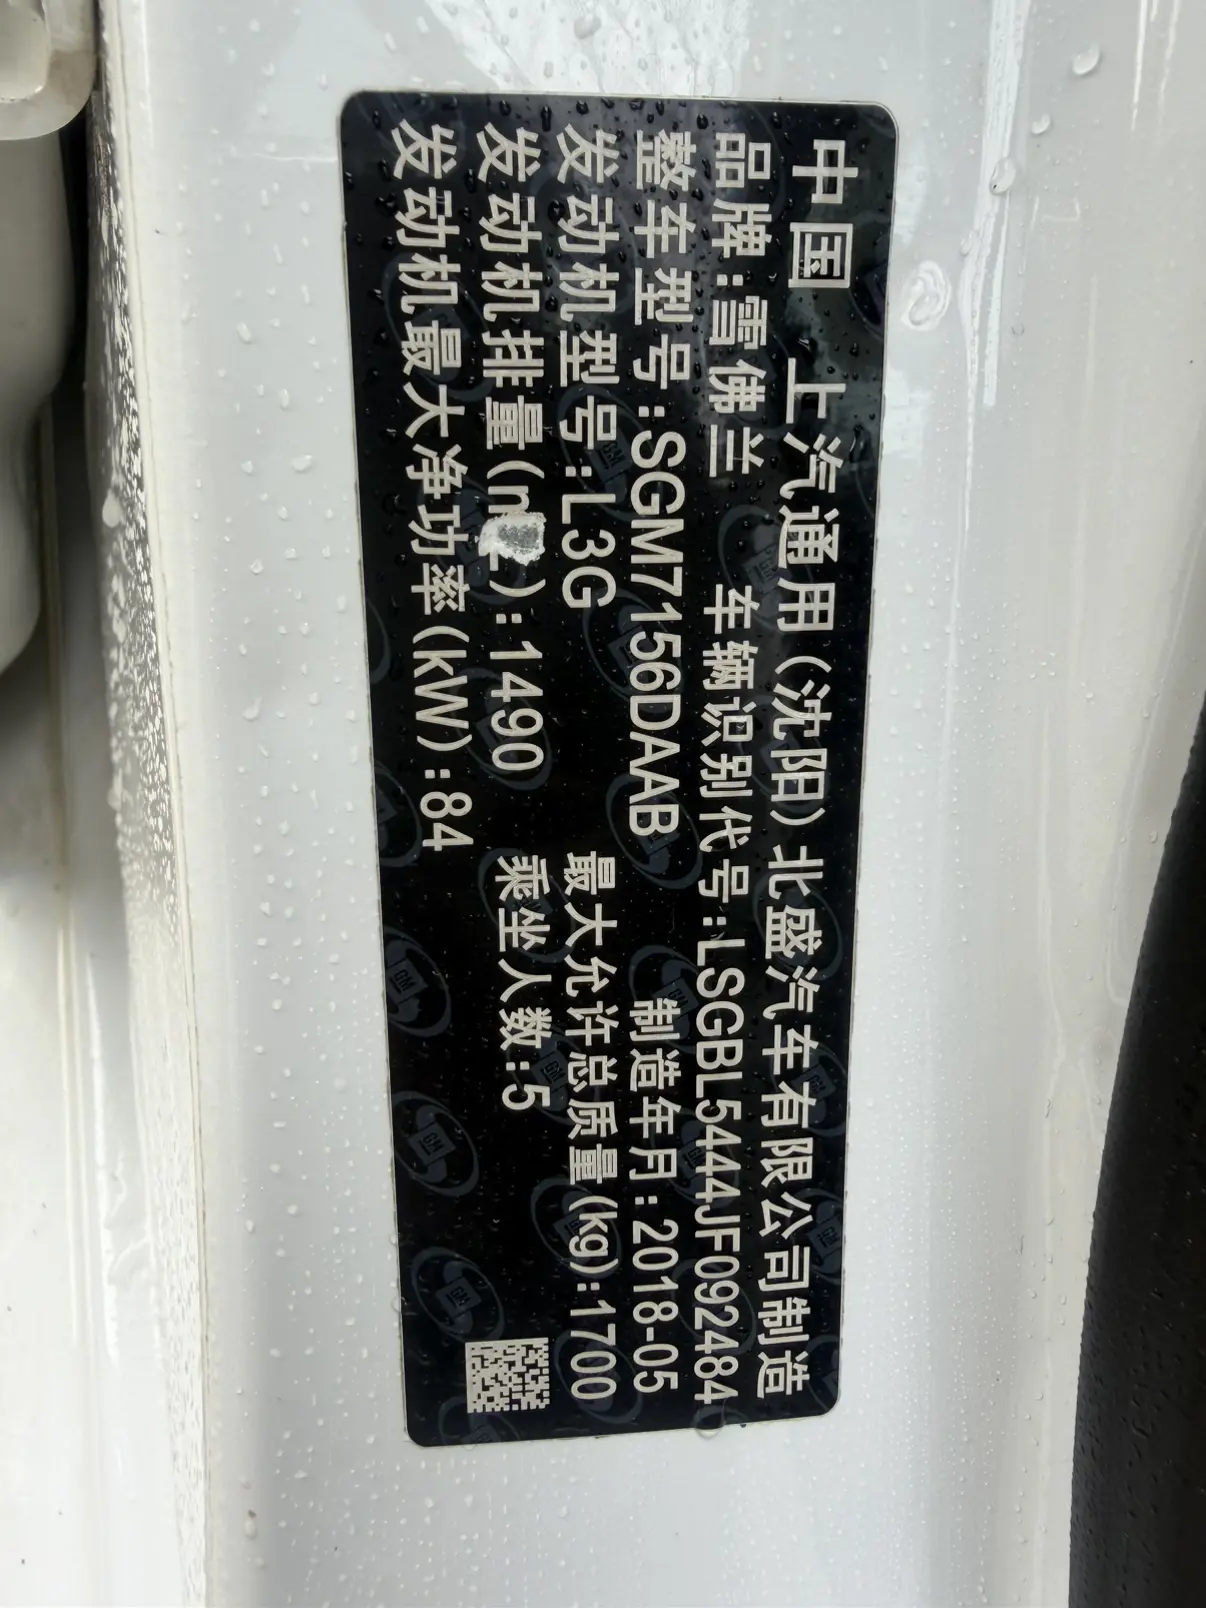 中国 上汽通用(沈阳)北盛汽车有限公司制造
品牌:雪佛兰 车辆识别代号:LSGBL5444JF092484
整车型号:SGM7156DAAB 制造年月:2018-05
发动机型号:L3G 最大允许总质量(kg):1700
发动机排量(mL):1490 乘坐人数:5
发动机最大净功率(kW):84
GM